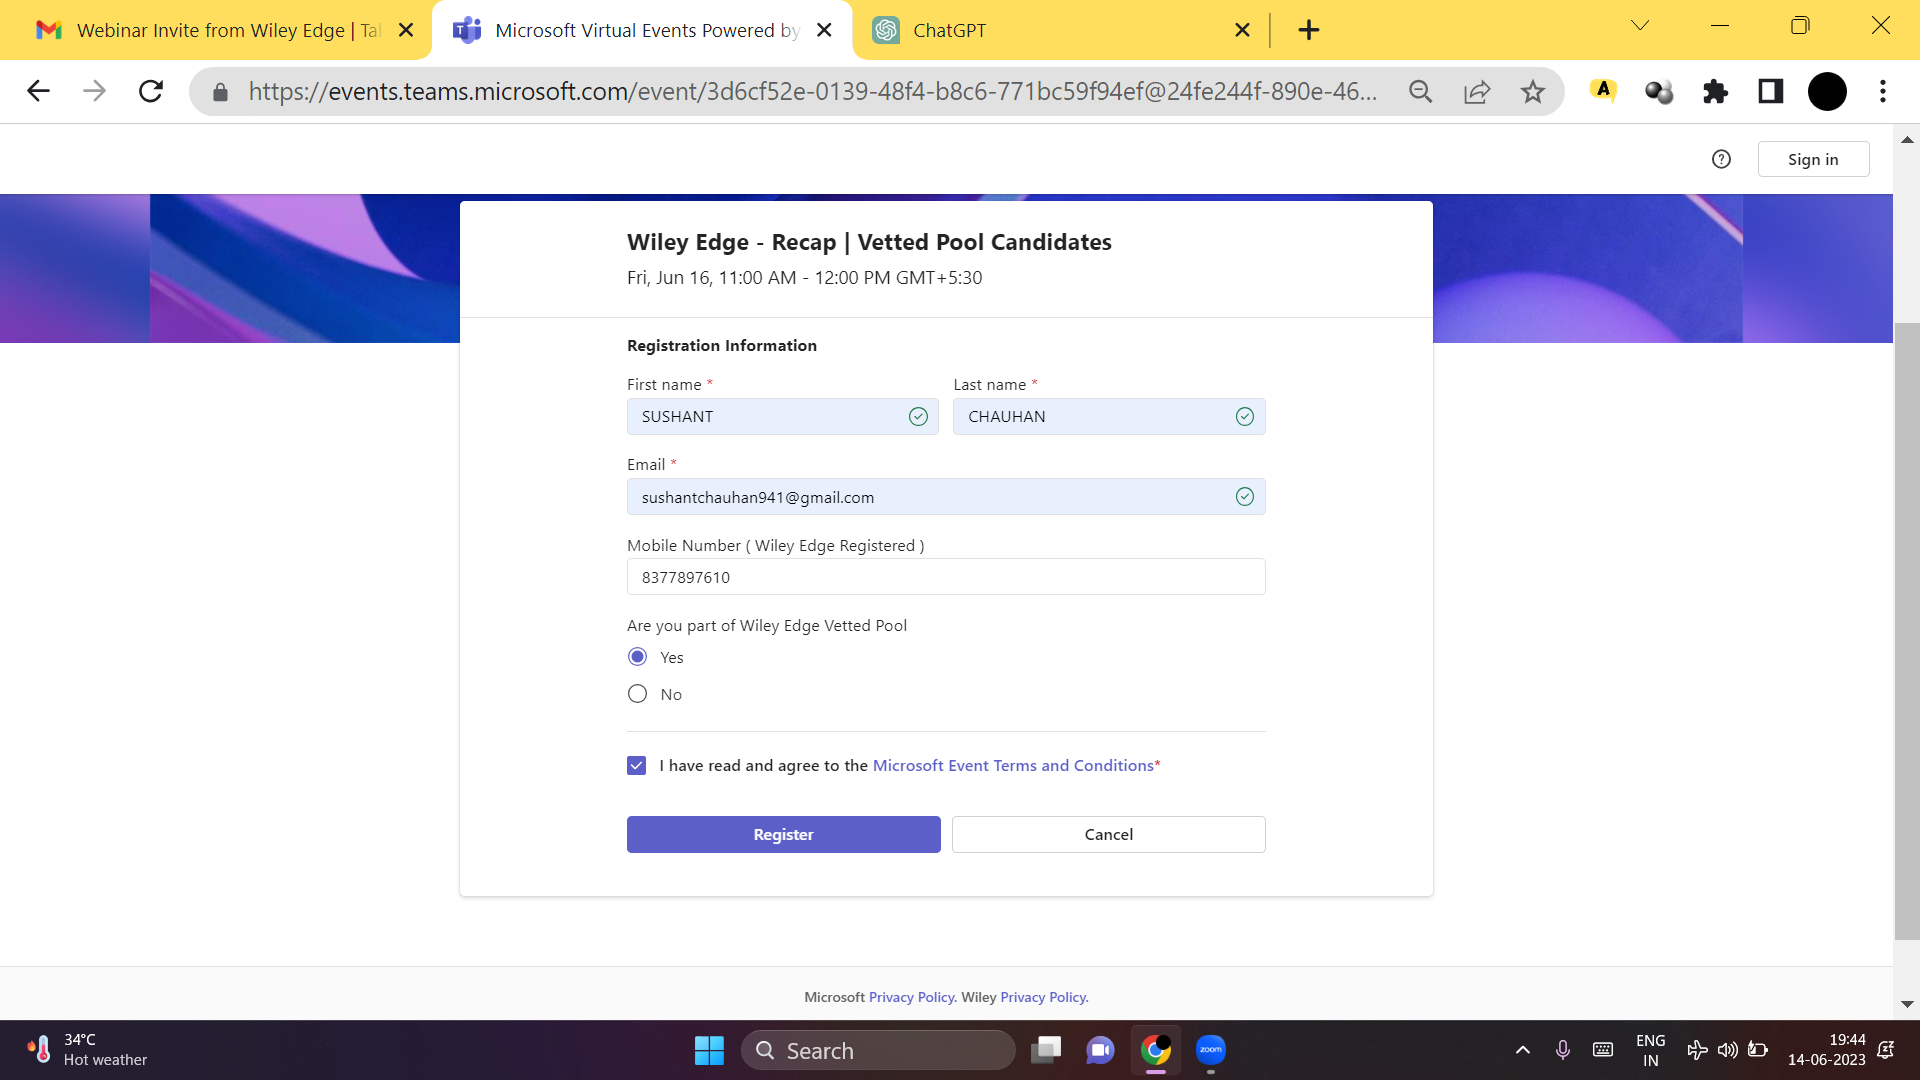 Webinar Invite from Wiley Edge | Tal
Microsoft Virtual Events Powered by
ChatGPT
https://events.teams.microsoft.com/event/3d6cf52e-0139-48f4-b8c6-771bc59f94ef@24fe244f-890e-46...
A
Sign in
Wiley Edge - Recap | Vetted Pool Candidates
Fri, Jun 16, 11:00 AM - 12:00 PM GMT+5:30
Registration Information
First name *
Last name *
SUSHANT
CHAUHAN
Email *
sushantchauhan941@gmail.com
Mobile Number ( Wiley Edge Registered )
8377897610
Are you part of Wiley Edge Vetted Pool
Yes
No
I have read and agree to the Microsoft Event Terms and Conditions*
Register
Cancel
Microsoft Privacy Policy. Wiley Privacy Policy.
34°C
Hot weather
Search
zoom
ENG
IN
19:44
14-06-2023